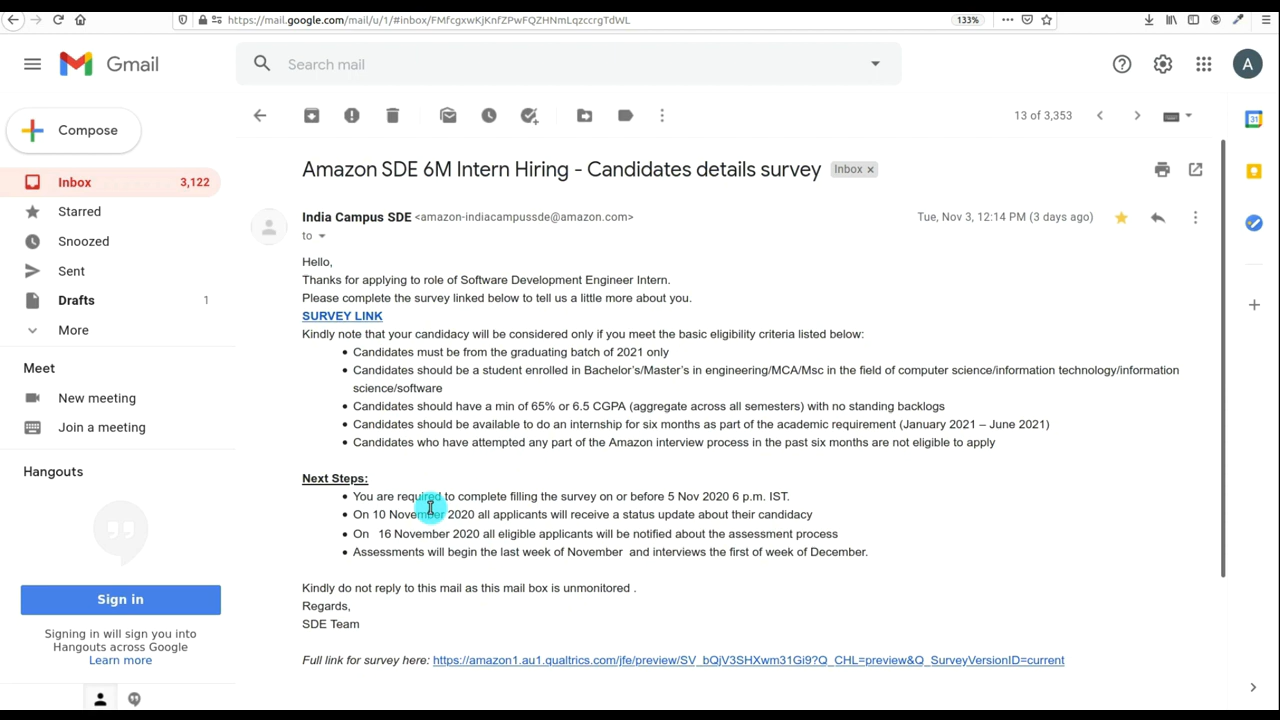 https://mail.google.com/mail/u/1/#inbox/FMfcgxwKjKnfZPwFQZHNmLqzccrgTdWL
133%
Gmail
Search mail
A
Compose
13 of 3,353
Inbox 3,122
Starred
Snoozed
Sent
Drafts 1
More
Meet
New meeting
Join a meeting
Hangouts
Sign in
Signing in will sign you into
Hangouts across Google
Learn more
Amazon SDE 6M Intern Hiring - Candidates details survey Inbox x
India Campus SDE <amazon-indiacampussde@amazon.com> Tue, Nov 3, 12:14 PM (3 days ago)
to
Hello,
Thanks for applying to role of Software Development Engineer Intern.
Please complete the survey linked below to tell us a little more about you.
SURVEY LINK
Kindly note that your candidacy will be considered only if you meet the basic eligibility criteria listed below:
• Candidates must be from the graduating batch of 2021 only
• Candidates should be a student enrolled in Bachelor's/Master's in engineering/MCA/Msc in the field of computer science/information technology/information
science/software
• Candidates should have a min of 65% or 6.5 CGPA (aggregate across all semesters) with no standing backlogs
• Candidates should be available to do an internship for six months as part of the academic requirement (January 2021 – June 2021)
• Candidates who have attempted any part of the Amazon interview process in the past six months are not eligible to apply
Next Steps:
• You are required to complete filling the survey on or before 5 Nov 2020 6 p.m. IST.
• On 10 November 2020 all applicants will receive a status update about their candidacy
• On 16 November 2020 all eligible applicants will be notified about the assessment process
• Assessments will begin the last week of November and interviews the first of week of December.
Kindly do not reply to this mail as this mail box is unmonitored .
Regards,
SDE Team
Full link for survey here: https://amazon1.au1.qualtrics.com/jfe/preview/SV_bQjV3SHXwm31Gi9?Q_CHL=preview&Q_SurveyVersionID=current
31